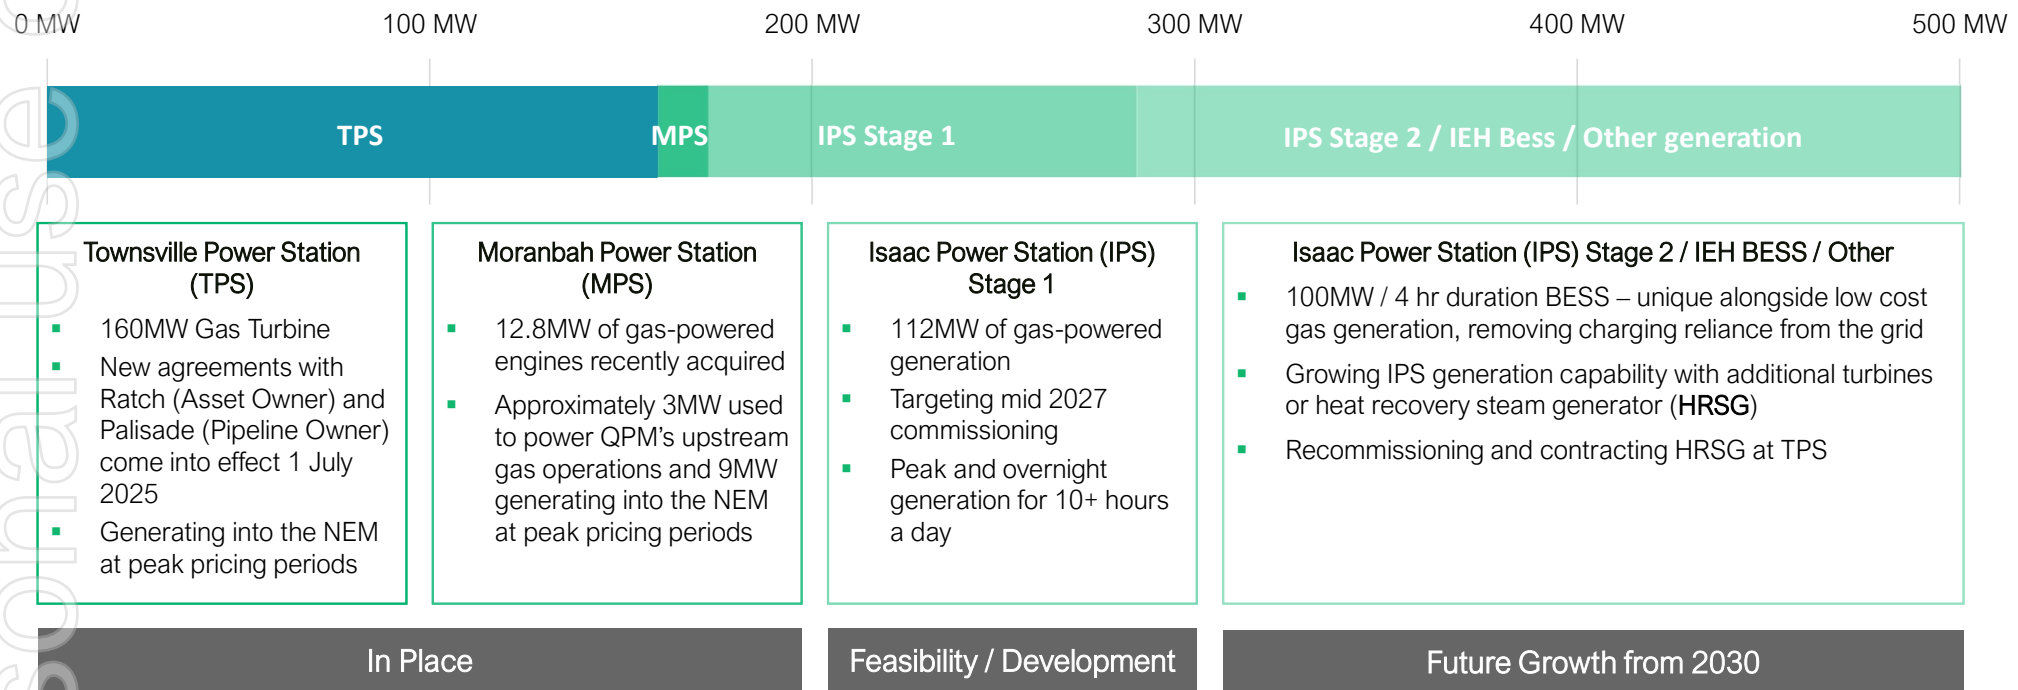 0 MW
100 MW
200 MW
300 MW
400 MW
500 MW
TPS
MPS
IPS Stage 1
IPS Stage 2 / IEH Bess / Other generation
Townsville Power Station
(TPS)
▪ 160MW Gas Turbine
▪ New agreements with
Ratch (Asset Owner) and
Palisade (Pipeline Owner)
come into effect 1 July
2025
▪ Generating into the NEM
at peak pricing periods
Moranbah Power Station
(MPS)
▪ 12.8MW of gas-powered
engines recently acquired
▪ Approximately 3MW used
to power QPM’s upstream
gas operations and 9MW
generating into the NEM
at peak pricing periods
Isaac Power Station (IPS)
Stage 1
▪ 112MW of gas-powered
generation
▪ Targeting mid 2027
commissioning
▪ Peak and overnight
generation for 10+ hours
a day
Isaac Power Station (IPS) Stage 2 / IEH BESS / Other
▪ 100MW / 4 hr duration BESS – unique alongside low cost
gas generation, removing charging reliance from the grid
▪ Growing IPS generation capability with additional turbines
or heat recovery steam generator (HRSG)
▪ Recommissioning and contracting HRSG at TPS
In Place
Feasibility / Development
Future Growth from 2030
sonal use